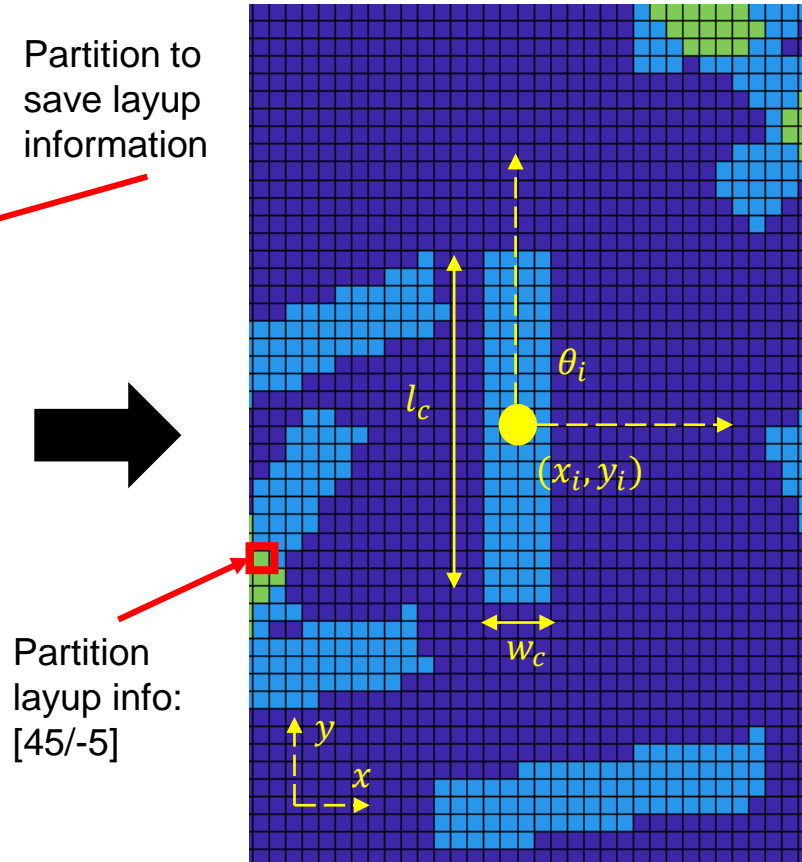 Partition to
save layup
information
θ_i
l_c
(x_i, y_i)
w_c
Partition
layup info:
[45/-5]
y
x